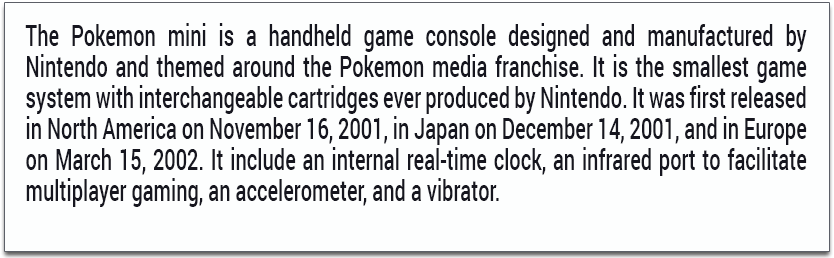 The Pokemon mini is a handheld game console designed and manufactured by
Nintendo and themed around the Pokemon media franchise. It is the smallest game
system with interchangeable cartridges ever produced by Nintendo. It was first released
in North America on November 16, 2001, in Japan on December 14, 2001, and in Europe
on March 15, 2002. It include an internal real-time clock, an infrared port to facilitate
multiplayer gaming, an accelerometer, and a vibrator.